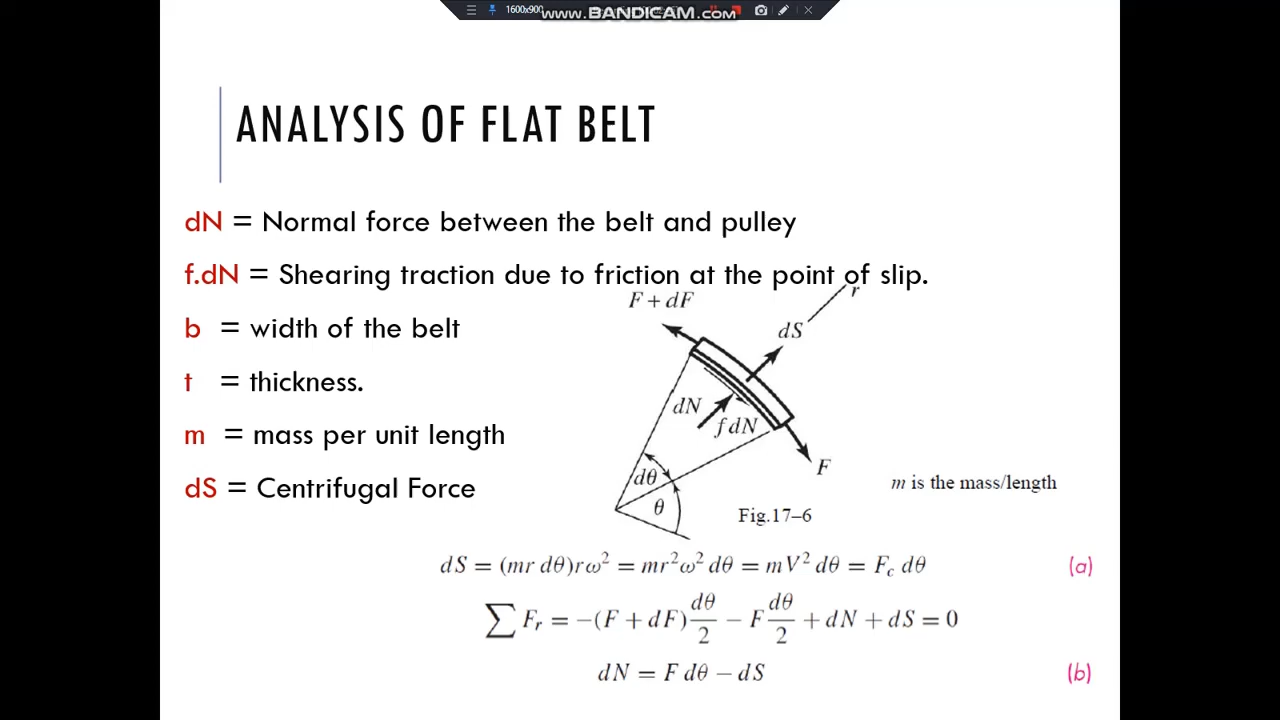 1600x900
www.BANDICAM.com
ANALYSIS OF FLAT BELT
dN = Normal force between the belt and pulley
f.dN = Shearing traction due to friction at the point of slip.
b = width of the belt
t = thickness.
m = mass per unit length
dS = Centrifugal Force
r
F + dF
dS
dN
f dN
F
dθ
θ
m is the mass/length
Fig.17–6
dS = (mr dθ)rω² = mr²ω² dθ = mV² dθ = F_c dθ (a)
∑ F_r = −(F + dF) dθ/2 − F dθ/2 + dN + dS = 0
dN = F dθ − dS (b)